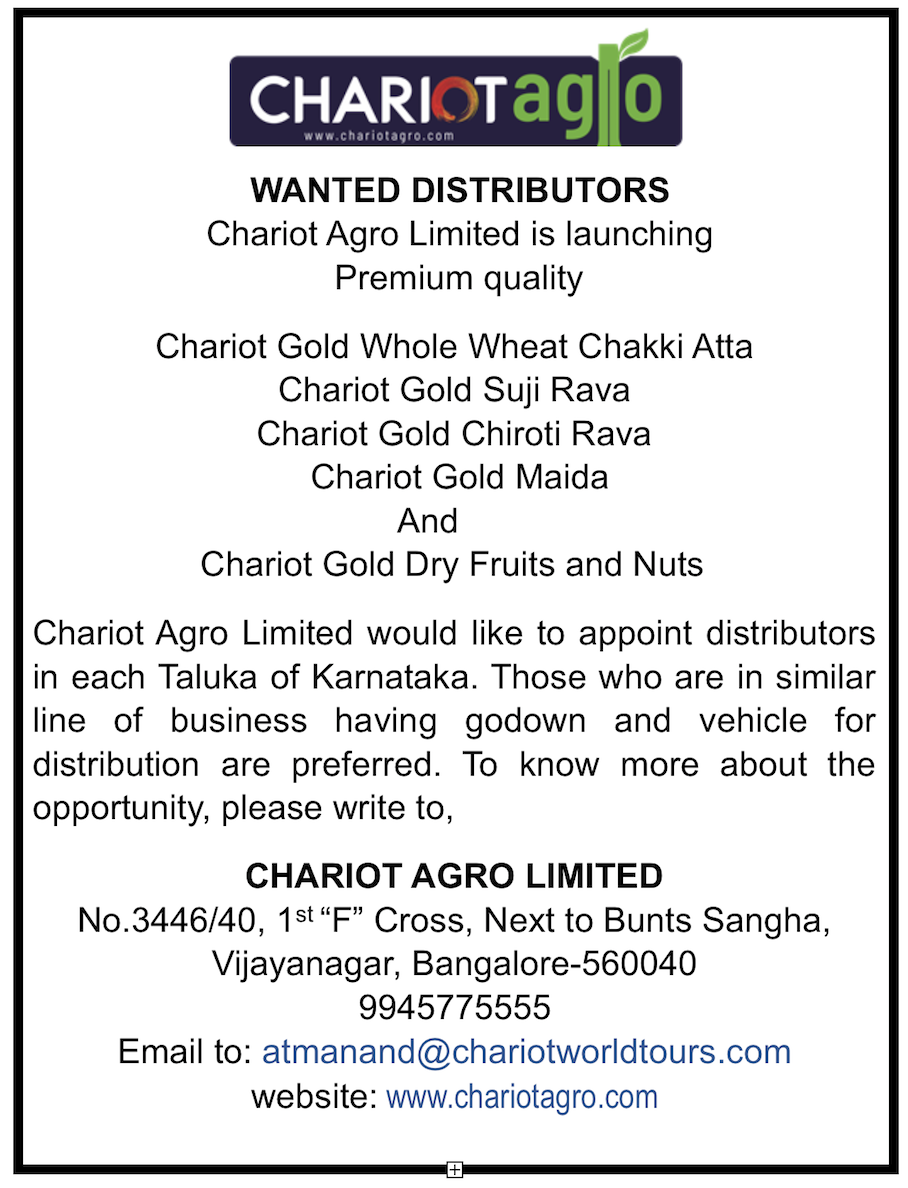 CHARIOT agro
www.chariotagro.com
WANTED DISTRIBUTORS
Chariot Agro Limited is launching
Premium quality
Chariot Gold Whole Wheat Chakki Atta
Chariot Gold Suji Rava
Chariot Gold Chiroti Rava
Chariot Gold Maida
And
Chariot Gold Dry Fruits and Nuts
Chariot Agro Limited would like to appoint distributors
in each Taluka of Karnataka. Those who are in similar
line of business having godown and vehicle for
distribution are preferred. To know more about the
opportunity, please write to,
CHARIOT AGRO LIMITED
No.3446/40, 1st “F” Cross, Next to Bunts Sangha,
Vijayanagar, Bangalore-560040
9945775555
Email to: atmanand@chariotworldtours.com
website: www.chariotagro.com